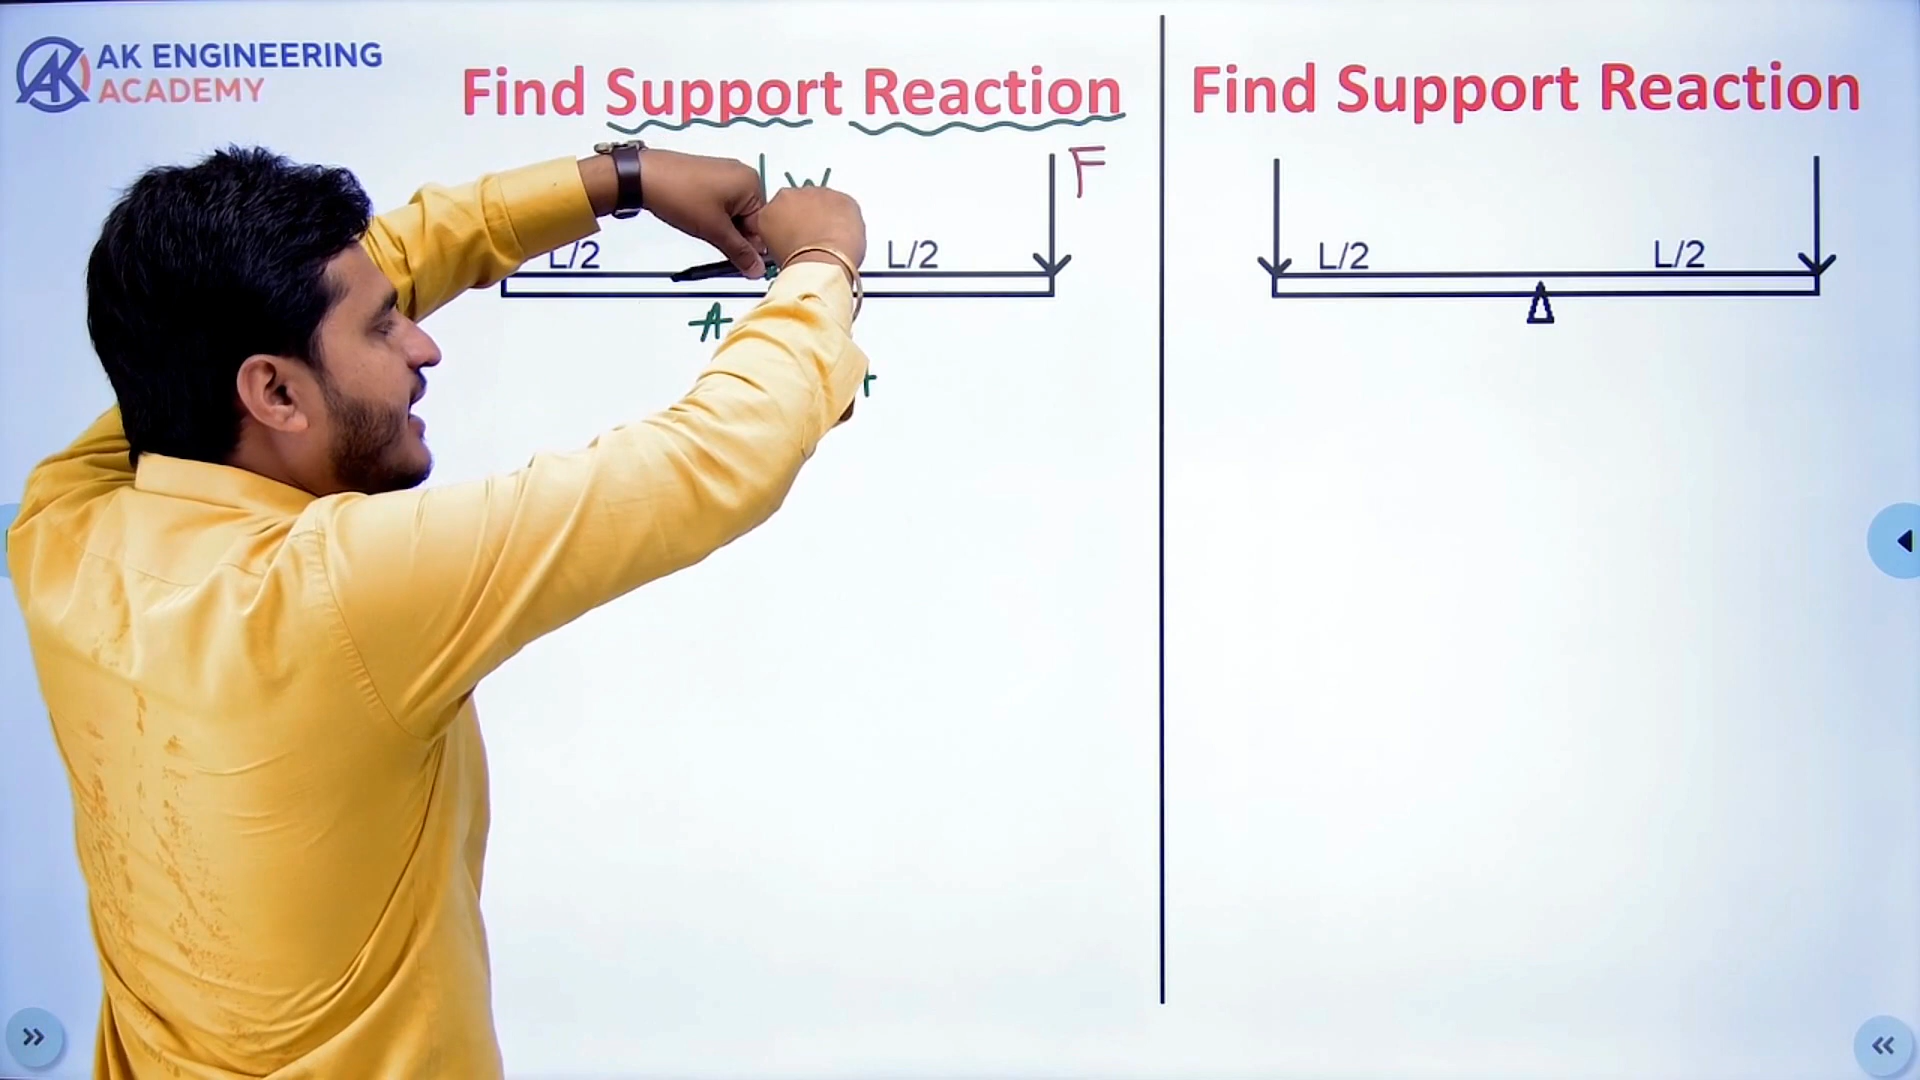 AK ENGINEERING
ACADEMY
Find Support Reaction
W
F
L/2
L/2
A
Find Support Reaction
L/2
L/2